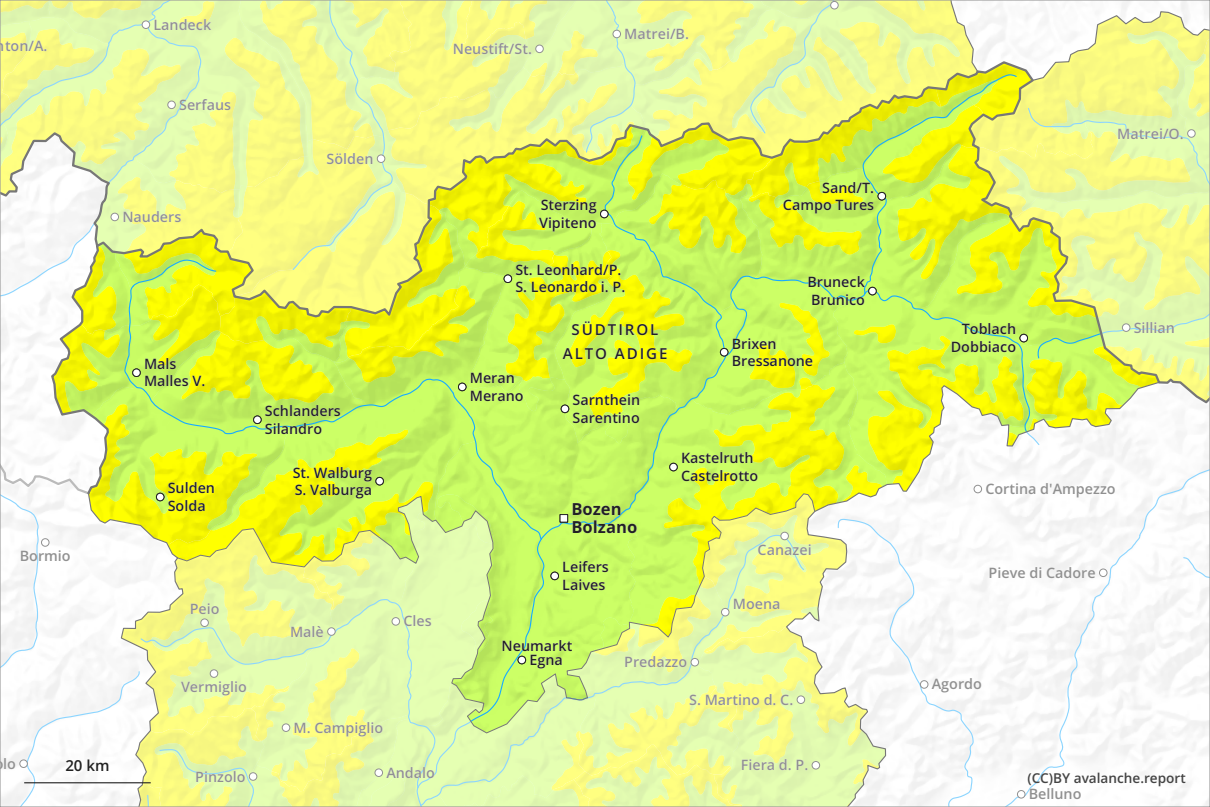 Landeck
nton/A.
Neustift/St.
Matrei/B.
Serfaus
Matrei/O.
Sölden
Nauders
Sand/T.
Campo Tures
Sterzing
Vipiteno
St. Leonhard/P.
S. Leonardo i. P.
Bruneck
Brunico
SÜDTIROL
ALTO ADIGE
Toblach
Dobbiaco
Sillian
Brixen
Bressanone
Mals
Malles V.
Meran
Merano
Schlanders
Silandro
Sarnthein
Sarentino
St. Walburg
S. Valburga
Kastelruth
Castelrotto
Sulden
Solda
Cortina d'Ampezzo
Bozen
Bolzano
Bormio
Canazei
Leifers
Laives
Pieve di Cadore
Peio
Moena
Malè
Cles
Neumarkt
Egna
Predazzo
Vermiglio
Agordo
S. Martino d. C.
M. Campiglio
olo
20 km
Pinzolo
Andalo
Fiera d. P.
(CC)BY avalanche.report
Belluno